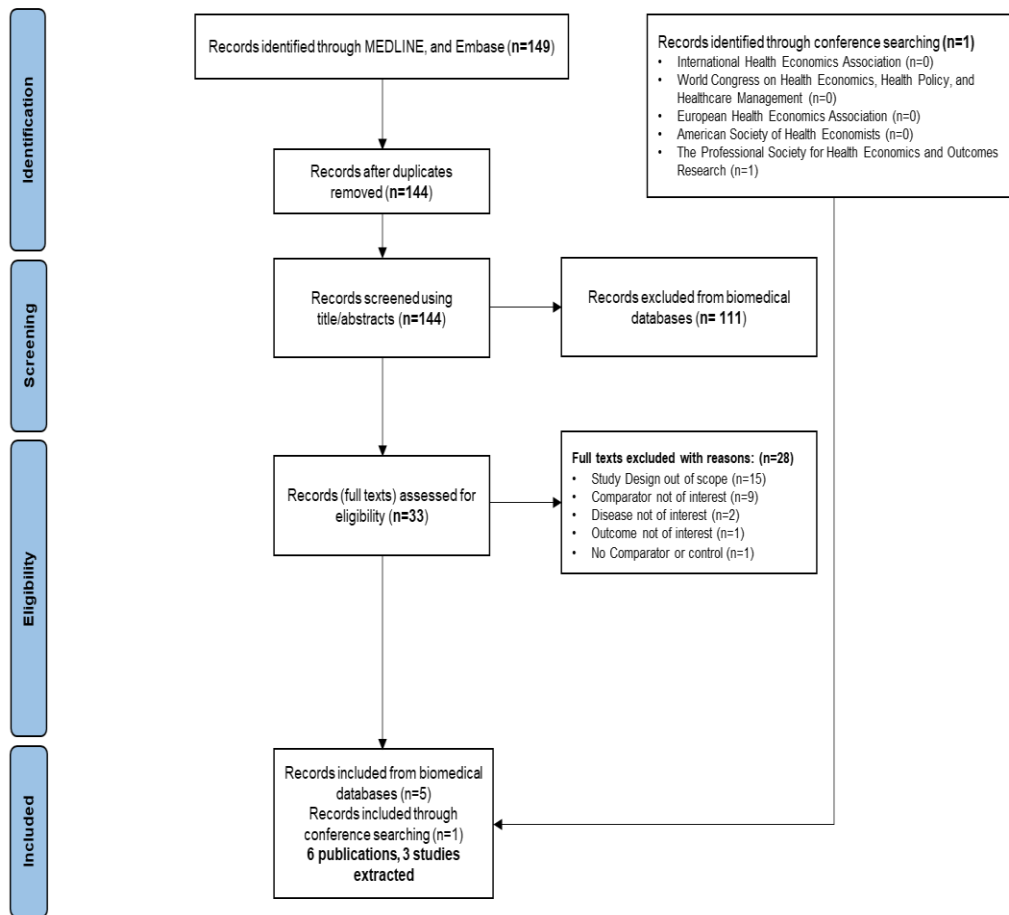 Identification
Records identified through MEDLINE, and Embase (n=149)
Records identified through conference searching (n=1)
• International Health Economics Association (n=0)
• World Congress on Health Economics, Health Policy, and
Healthcare Management (n=0)
• European Health Economics Association (n=0)
• American Society of Health Economists (n=0)
• The Professional Society for Health Economics and Outcomes
Research (n=1)
Records after duplicates
removed (n=144)
Screening
Records screened using
title/abstracts (n=144)
Records excluded from biomedical
databases (n= 111)
Eligibility
Records (full texts) assessed for
eligibility (n=33)
Full texts excluded with reasons: (n=28)
• Study Design out of scope (n=15)
• Comparator not of interest (n=9)
• Disease not of interest (n=2)
• Outcome not of interest (n=1)
• No Comparator or control (n=1)
Included
Records included from biomedical
databases (n=5)
Records included through
conference searching (n=1)
6 publications, 3 studies
extracted